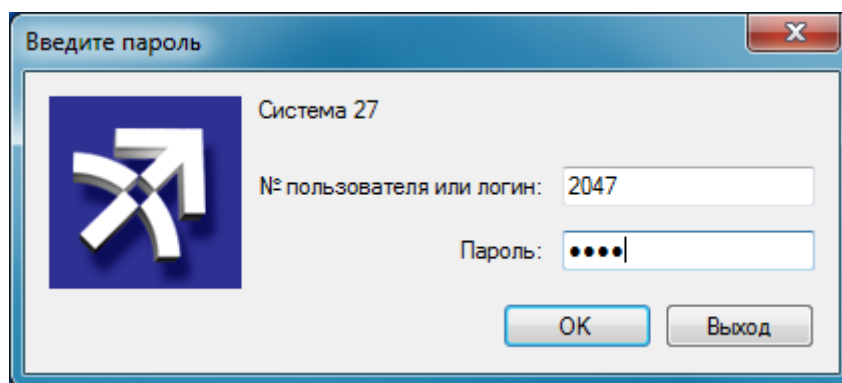 Введите пароль
Система 27
№ пользователя или логин: 2047
Пароль: ••••
OK Выход